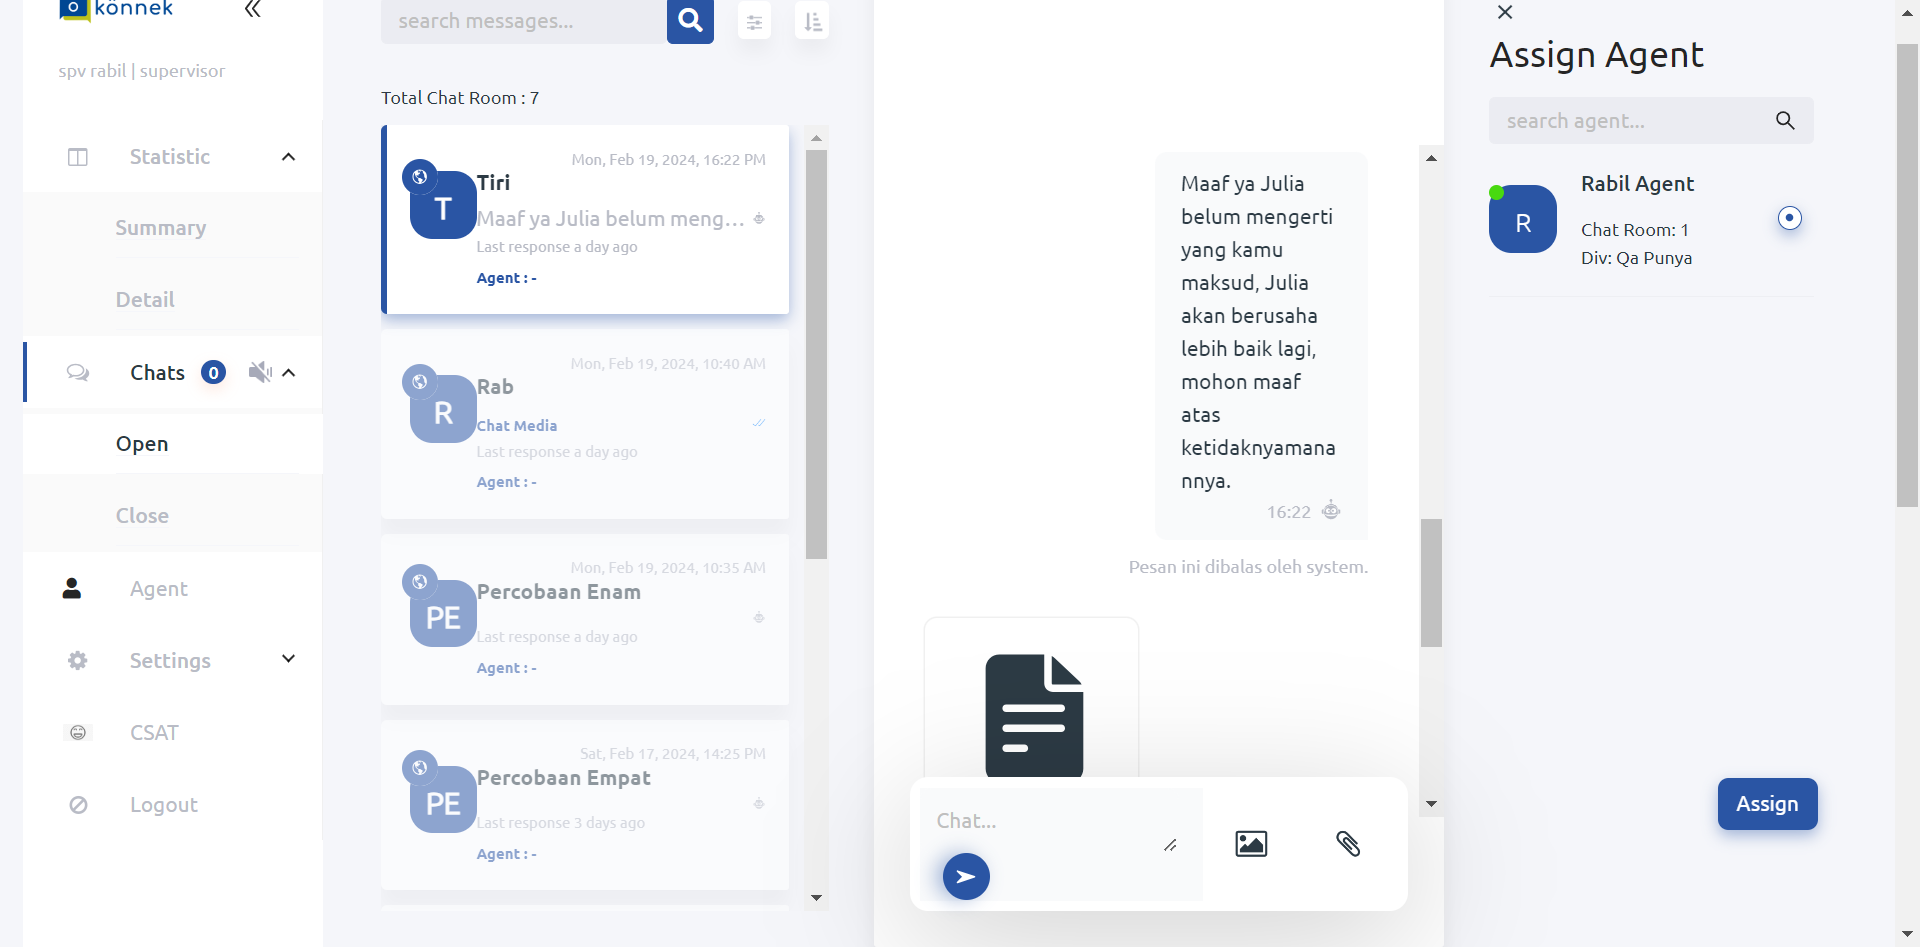 könnek
spv rabil | supervisor
Statistic
Summary
Detail
Chats 0
Open
Close
Agent
Settings
CSAT
Logout
search messages...
Total Chat Room : 7
Mon, Feb 19, 2024, 16:22 PM
T
Tiri
Maaf ya Julia belum meng...
Last response a day ago
Agent : -
Mon, Feb 19, 2024, 10:40 AM
R
Rab
Chat Media
Last response a day ago
Agent : -
Mon, Feb 19, 2024, 10:35 AM
PE
Percobaan Enam
Last response a day ago
Agent : -
Sat, Feb 17, 2024, 14:25 PM
PE
Percobaan Empat
Last response 3 days ago
Agent : -
Maaf ya Julia
belum mengerti
yang kamu
maksud, Julia
akan berusaha
lebih baik lagi,
mohon maaf
atas
ketidaknyamana
nnya.
16:22
Pesan ini dibalas oleh system.
Chat...
Assign Agent
search agent...
R
Rabil Agent
Chat Room: 1
Div: Qa Punya
Assign